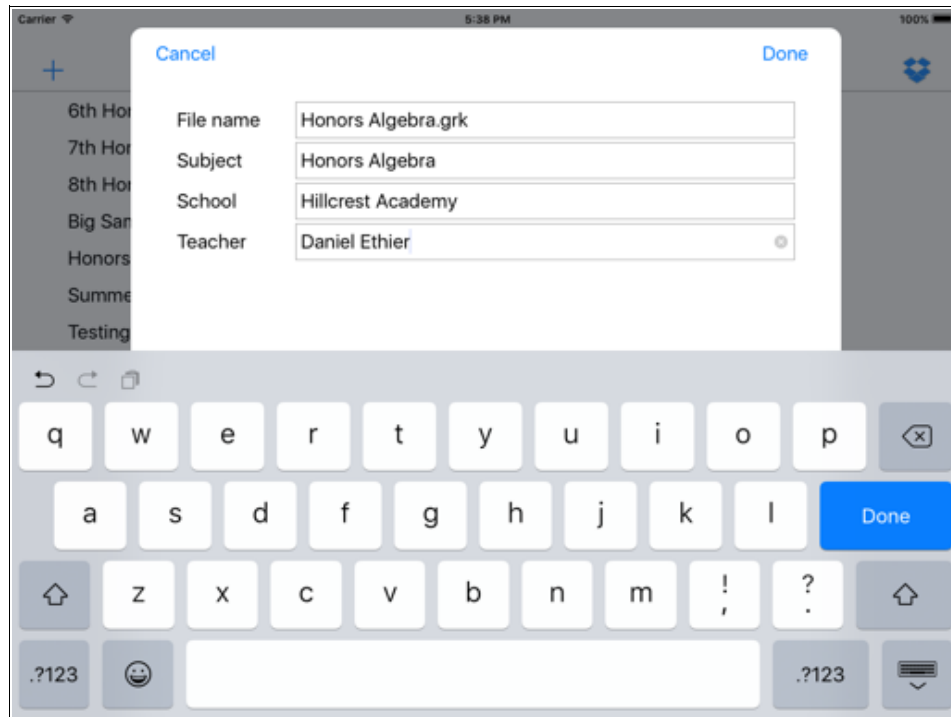 Carrier 5:38 PM 100%
Cancel Done
+
6th Hor
7th Hor
8th Hor
Big Sam
Honors
Summe
Testing
File name Honors Algebra.grk
Subject Honors Algebra
School Hillcrest Academy
Teacher Daniel Ethier
q w e r t y u i o p
a s d f g h j k l Done
z x c v b n m ! , ? .
.?123 .?123